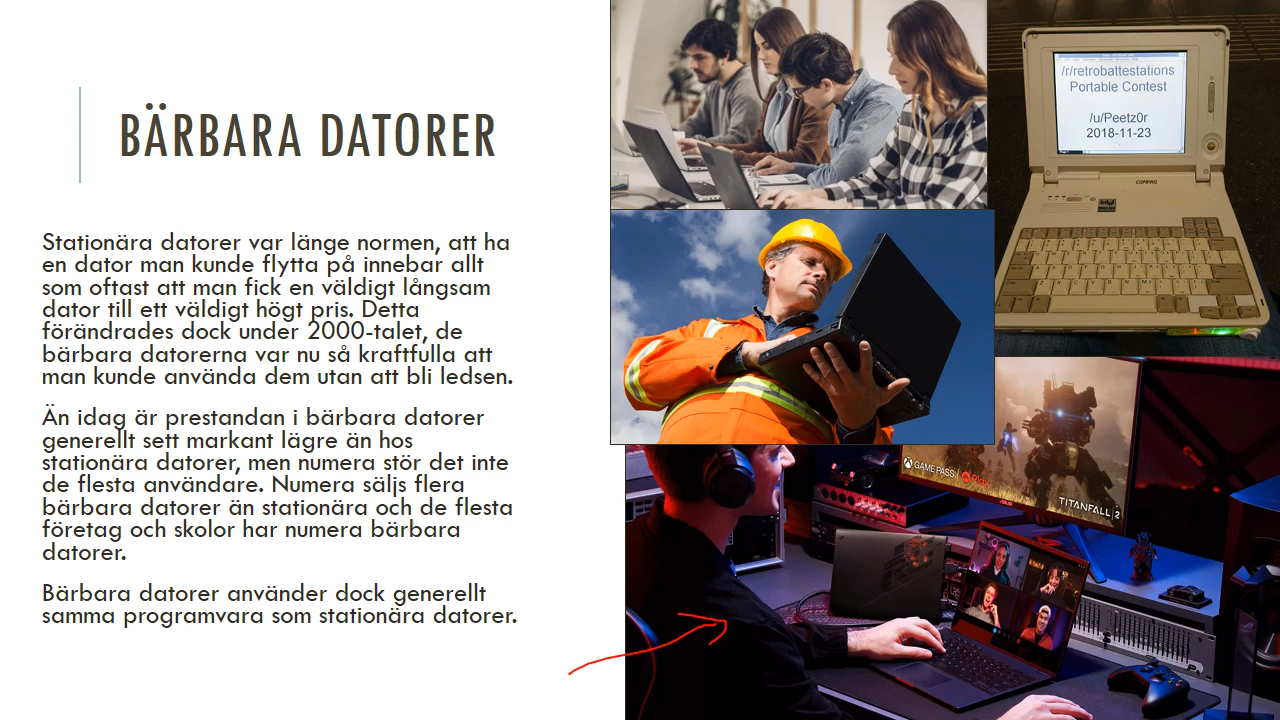 BÄRBARA DATORER
Stationära datorer var länge normen, att ha
en dator man kunde flytta på innebar allt
som oftast att man fick en väldigt långsam
dator till ett väldigt högt pris. Detta
förändrades dock under 2000-talet, de
bärbara datorerna var nu så kraftfulla att
man kunde använda dem utan att bli ledsen.
Än idag är prestandan i bärbara datorer
generellt sett markant lägre än hos
stationära datorer, men numera stör det inte
de flesta användare. Numera säljs flera
bärbara datorer än stationära och de flesta
företag och skolor har numera bärbara
datorer.
Bärbara datorer använder dock generellt
samma programvara som stationära datorer.
/r/retrobattestations
Portable Contest
/u/Peetz0r
2018-11-23
COMPAQ
XBOX GAME PASS EA Play
TITANFALL 2